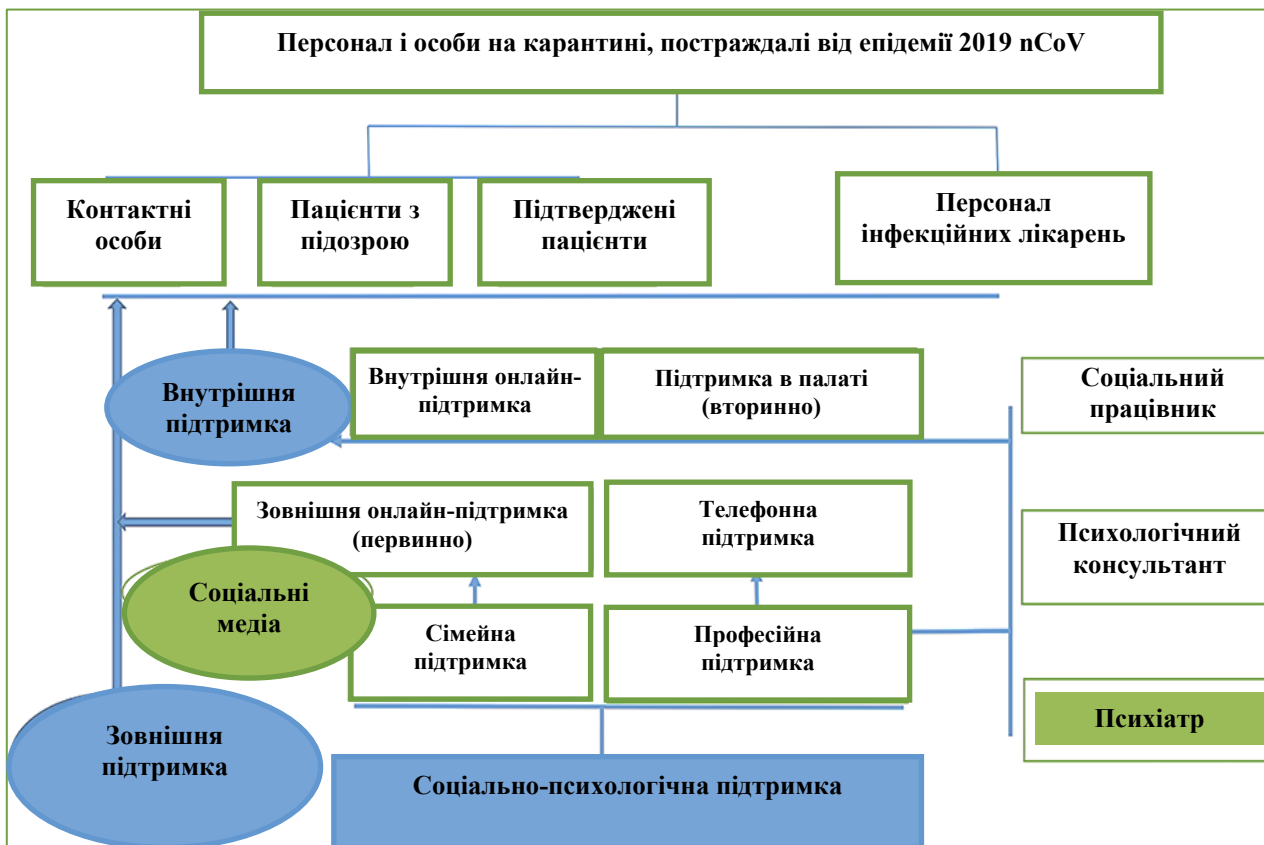 Персонал і особи на карантині, постраждалі від епідемії 2019 nCoV
Контактні
особи
Пацієнти з
підозрою
Підтверджені
пацієнти
Персонал
інфекційних лікарень
Внутрішня
підтримка
Внутрішня онлайн-
підтримка
Підтримка в палаті
(вторинно)
Соціальний
працівник
Зовнішня онлайн-підтримка
(первинно)
Телефонна
підтримка
Психологічний
консультант
Соціальні
медіа
Сімейна
підтримка
Професійна
підтримка
Психіатр
Зовнішня
підтримка
Соціально-психологічна підтримка